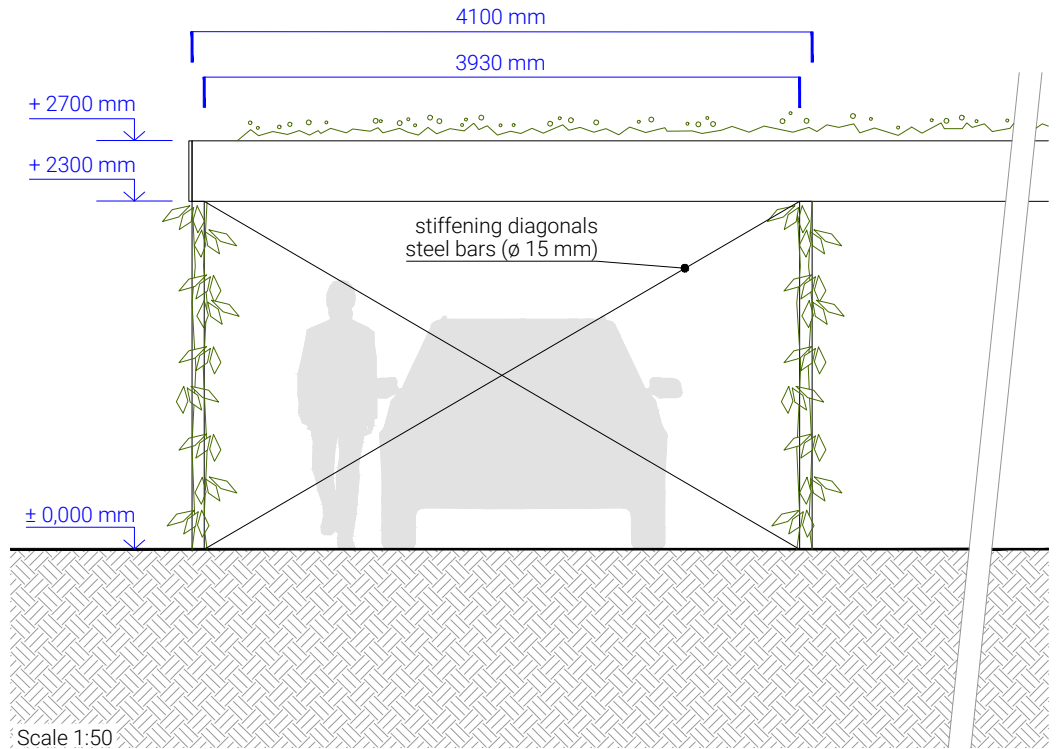 4100 mm
3930 mm
+ 2700 mm
+ 2300 mm
stiffening diagonals
steel bars (ø 15 mm)
± 0,000 mm
Scale 1:50